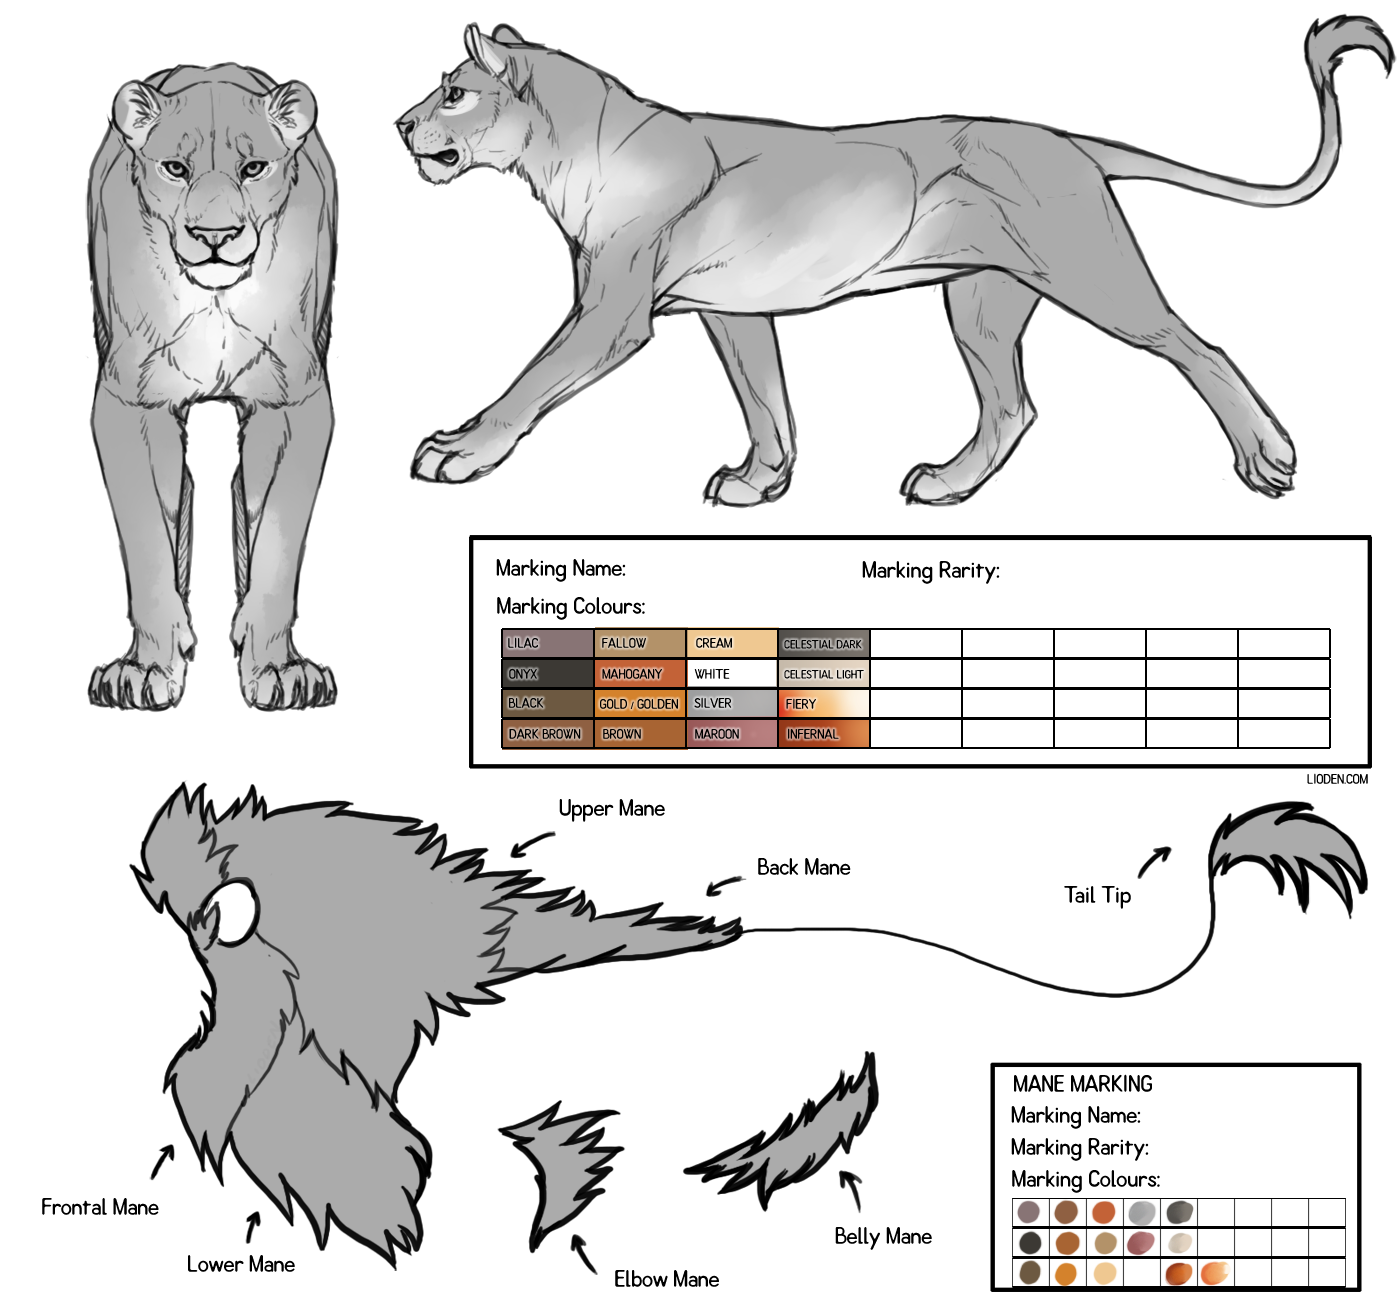 Marking Name:
Marking Rarity:
Marking Colours:
LILAC FALLOW CREAM CELESTIAL DARK
ONYX MAHOGANY WHITE CELESTIAL LIGHT
BLACK GOLD / GOLDEN SILVER FIERY
DARK BROWN BROWN MAROON INFERNAL
LIODEN.COM
Upper Mane
Back Mane
Tail Tip
Frontal Mane
Lower Mane
Elbow Mane
Belly Mane
MANE MARKING
Marking Name:
Marking Rarity:
Marking Colours: